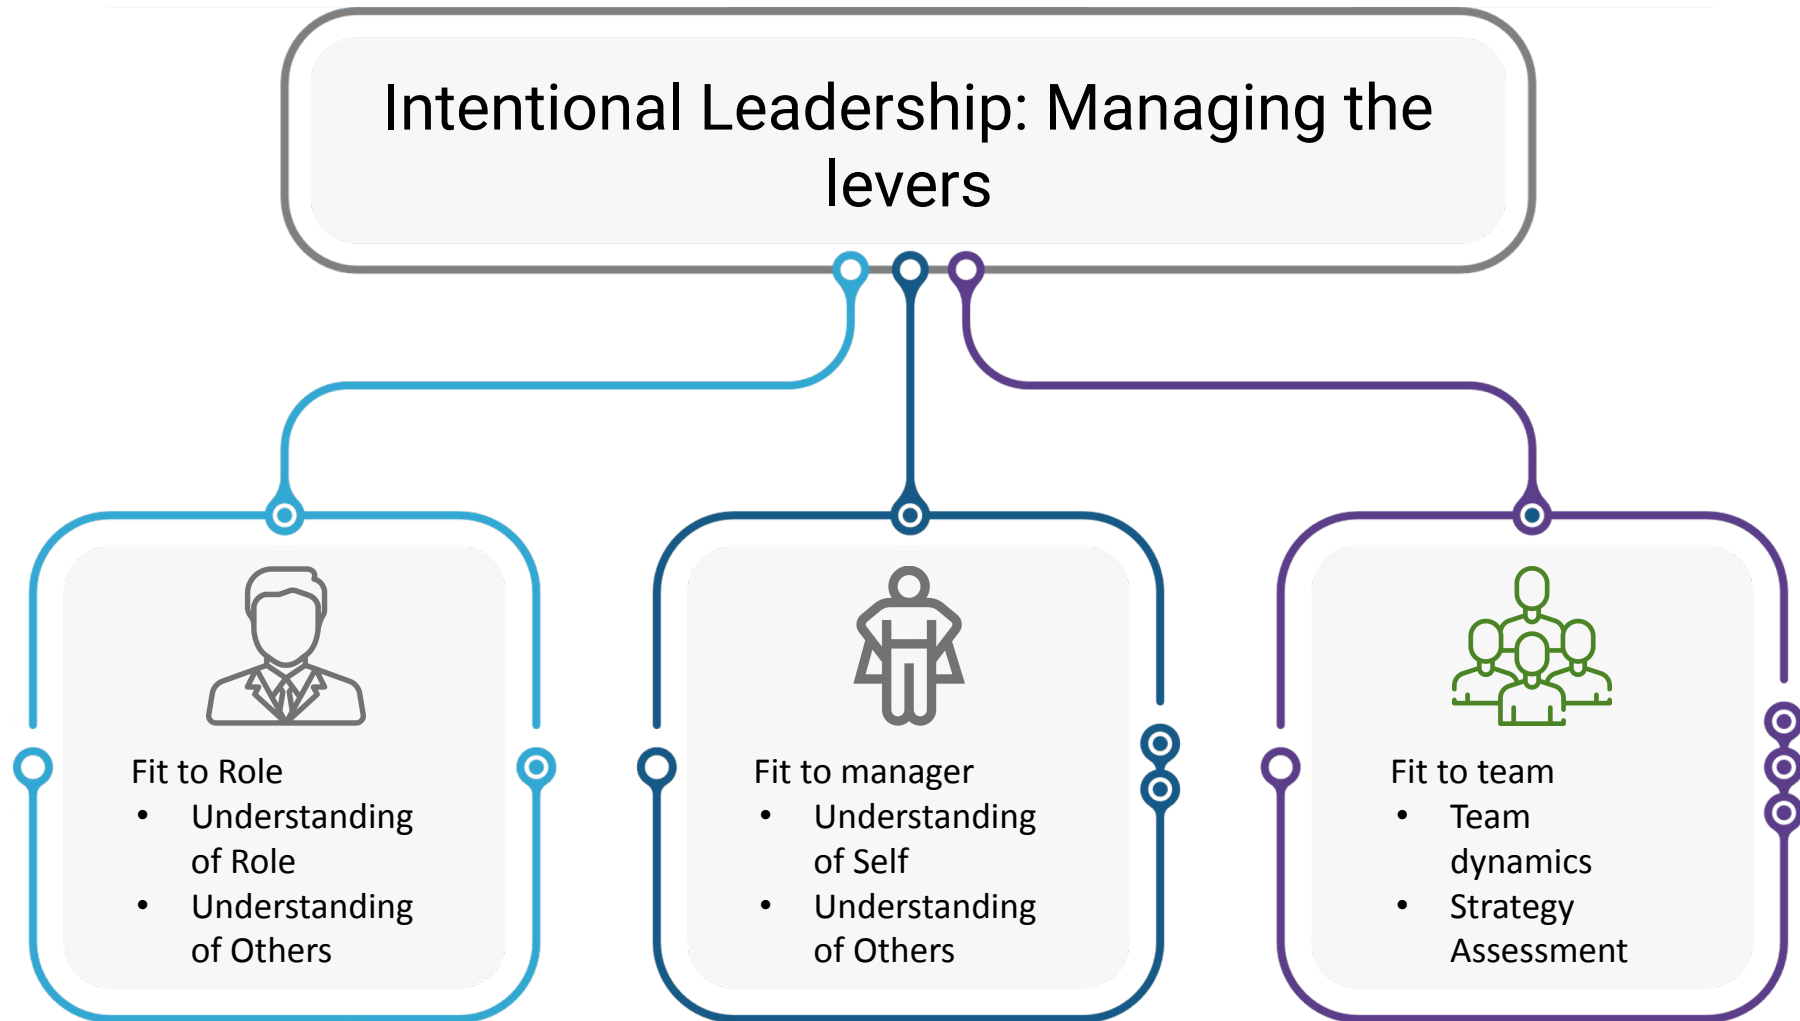 Intentional Leadership: Managing the
levers
Fit to Role
• Understanding
of Role
• Understanding
of Others
Fit to manager
• Understanding
of Self
• Understanding
of Others
Fit to team
• Team
dynamics
• Strategy
Assessment